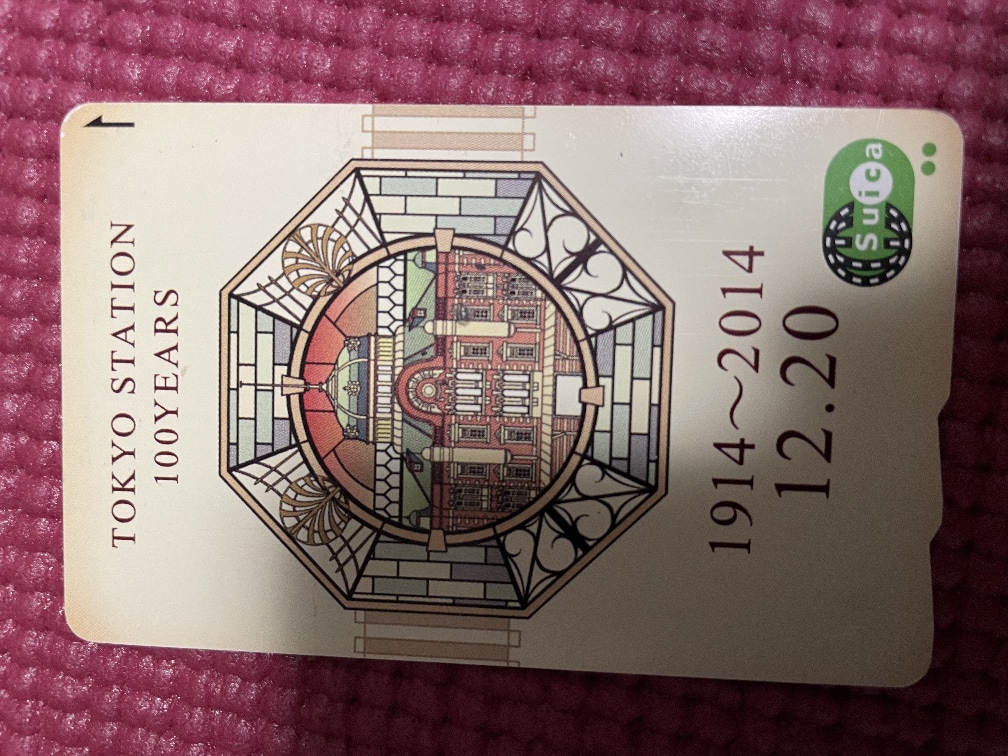 TOKYO STATION
100YEARS
1914～2014
12.20
Suica